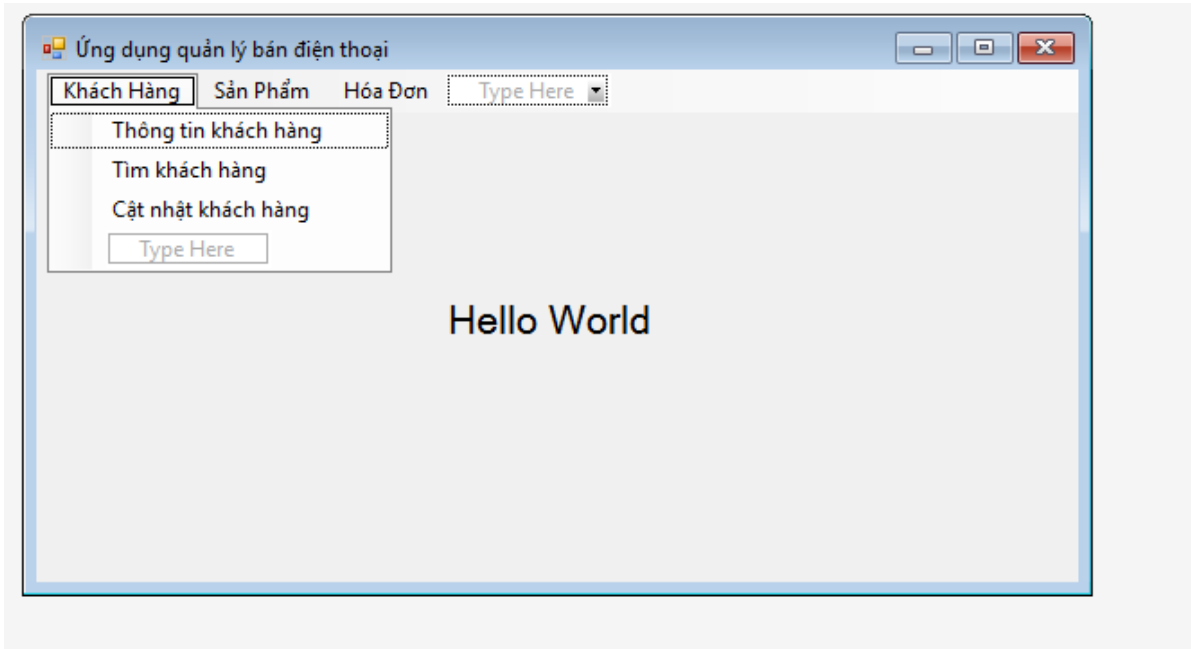 Ứng dụng quản lý bán điện thoại
Khách Hàng Sản Phẩm Hóa Đơn Type Here
Thông tin khách hàng
Tìm khách hàng
Cật nhật khách hàng
Type Here
Hello World